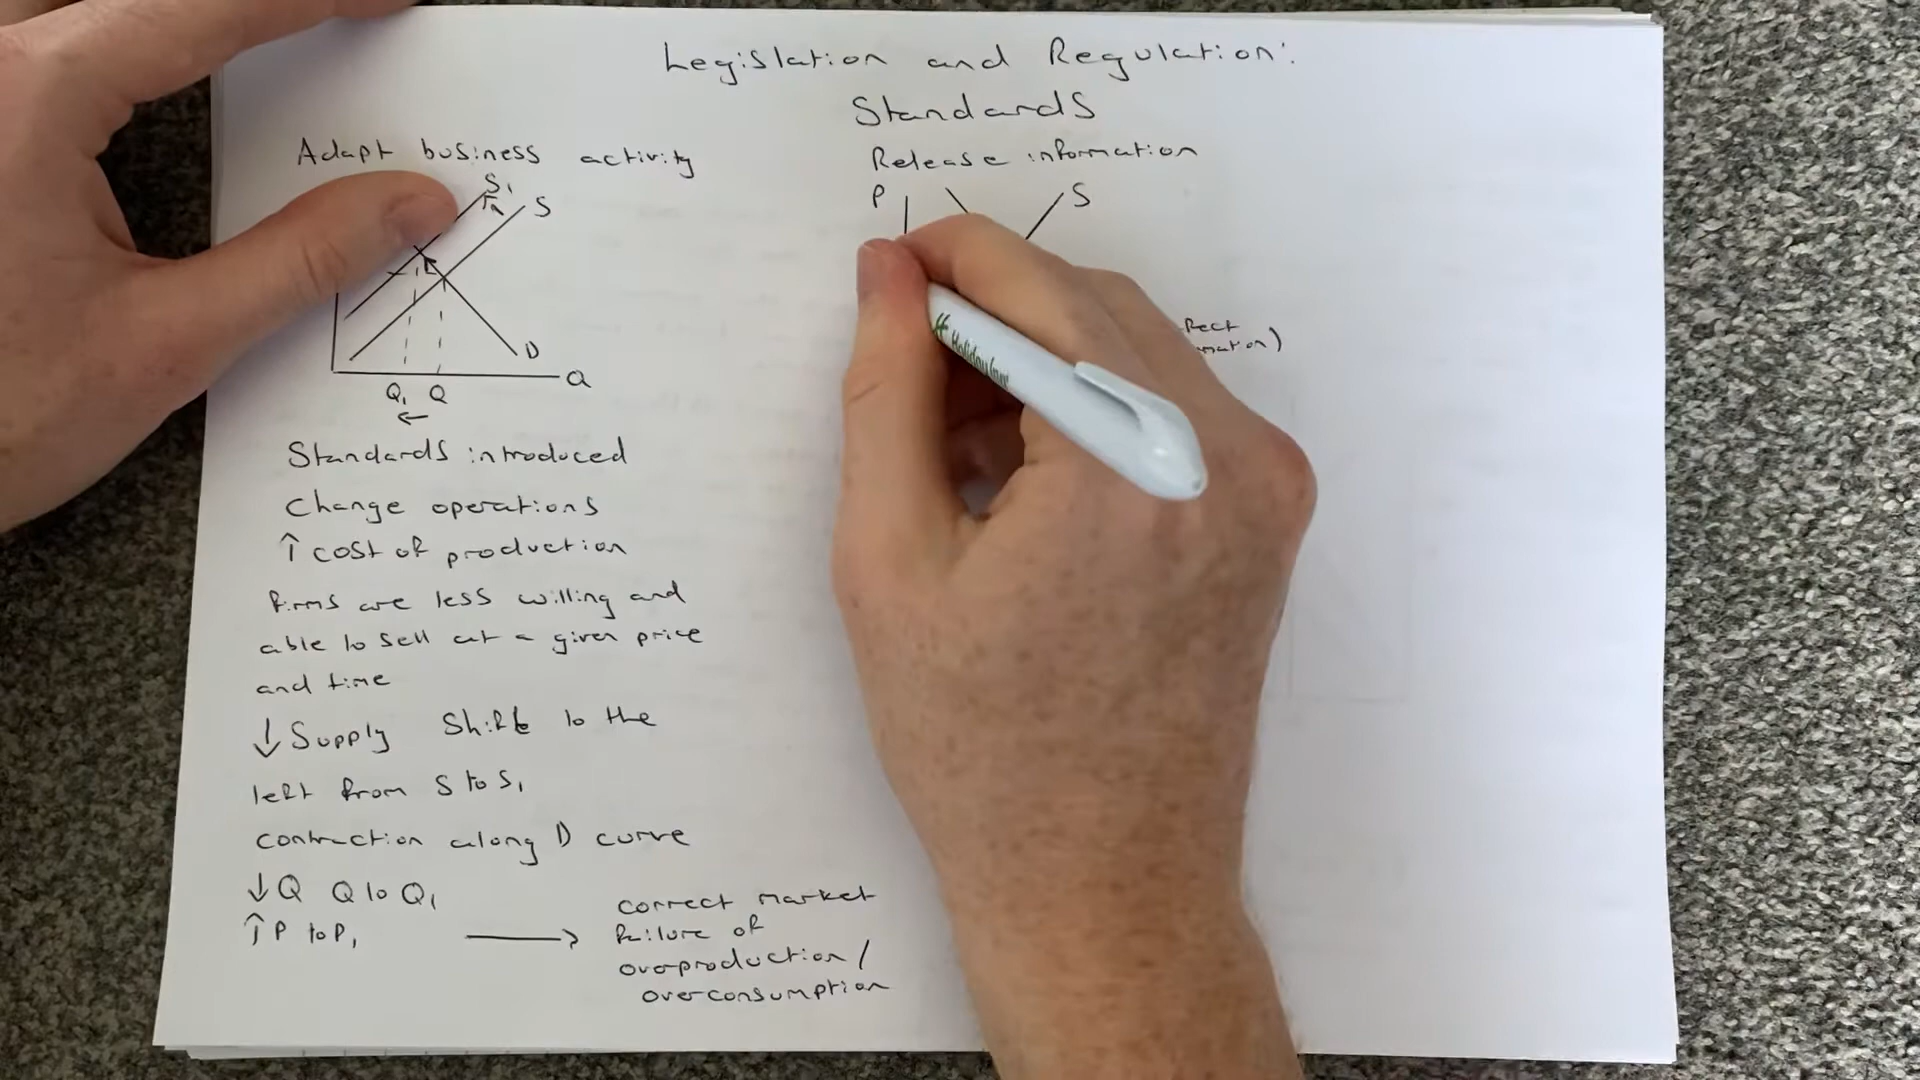 Legislation and Regulation:
Standards
Adapt business activity
S₁
S
D
Q
Q₁ Q
←
Standards introduced
Change operations
↑ cost of production
firms are less willing and
able to sell at a given price
and time
↓ Supply Shift to the
left from S to S₁
contraction along D curve
↓ Q Q to Q₁
↑ P to P₁ →
correct market
failure of
overproduction /
overconsumption
Release information
P
S
Holiday Inn